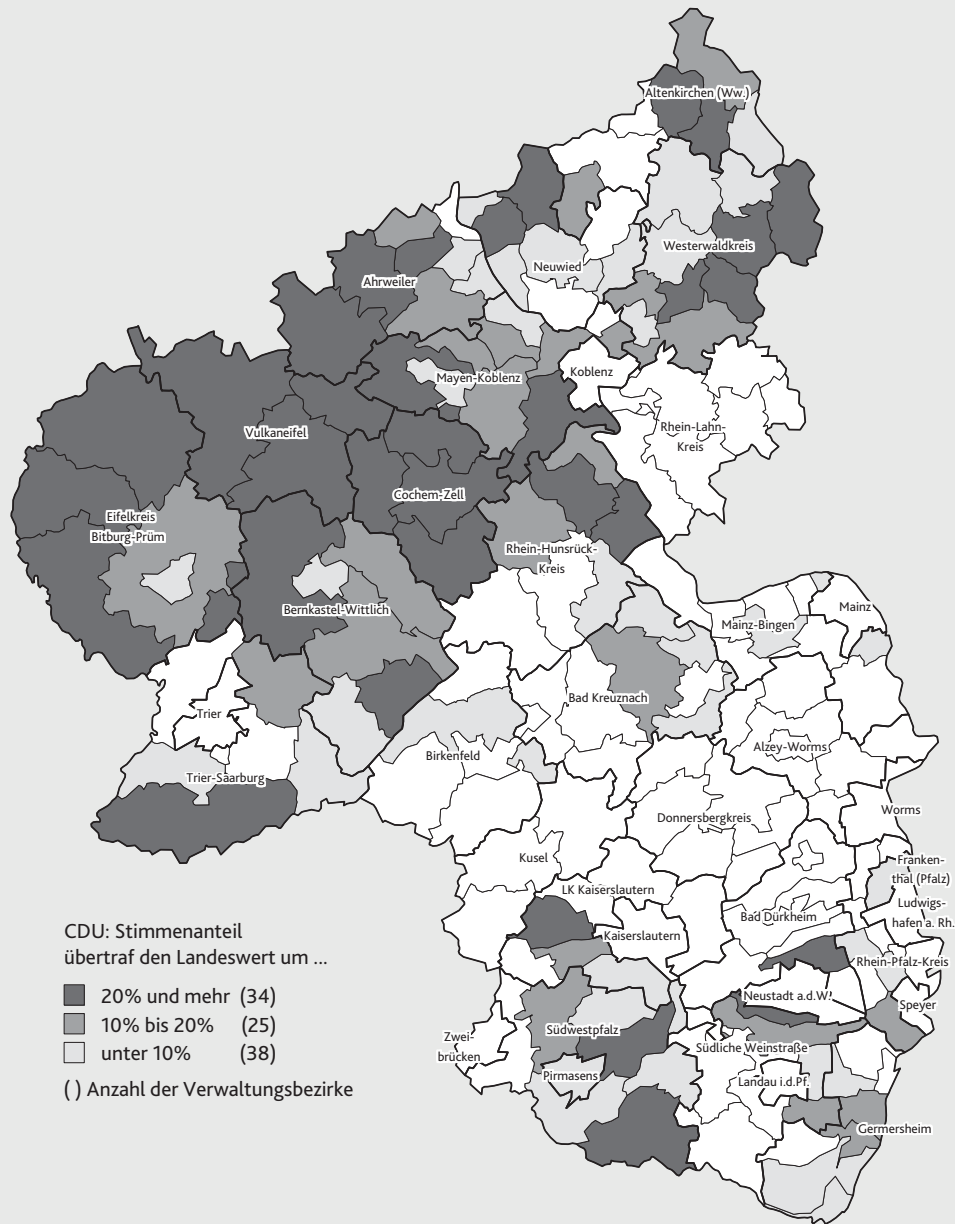 Altenkirchen (Ww.)
Westerwaldkreis
Neuwied
Ahrweiler
Koblenz
Mayen-Koblenz
Rhein-Lahn-
Kreis
Vulkaneifel
Cochem-Zell
Eifelkreis
Bitburg-Prüm
Rhein-Hunsrück-
Kreis
Bernkastel-Wittlich
Mainz
Mainz-Bingen
Bad Kreuznach
Trier
Alzey-Worms
Birkenfeld
Trier-Saarburg
Worms
Donnersbergkreis
Kusel
Franken-
thal (Pfalz)
LK Kaiserslautern
Ludwigs-
hafen a. Rh.
Bad Dürkheim
Kaiserslautern
Rhein-Pfalz-Kreis
Neustadt a.d.W.
Speyer
Südwestpfalz
Zwei-
brücken
Südliche Weinstraße
Pirmasens
Landau i.d.Pf.
Germersheim
CDU: Stimmenanteil
übertraf den Landeswert um ...
20% und mehr (34)
10% bis 20% (25)
unter 10% (38)
( ) Anzahl der Verwaltungsbezirke